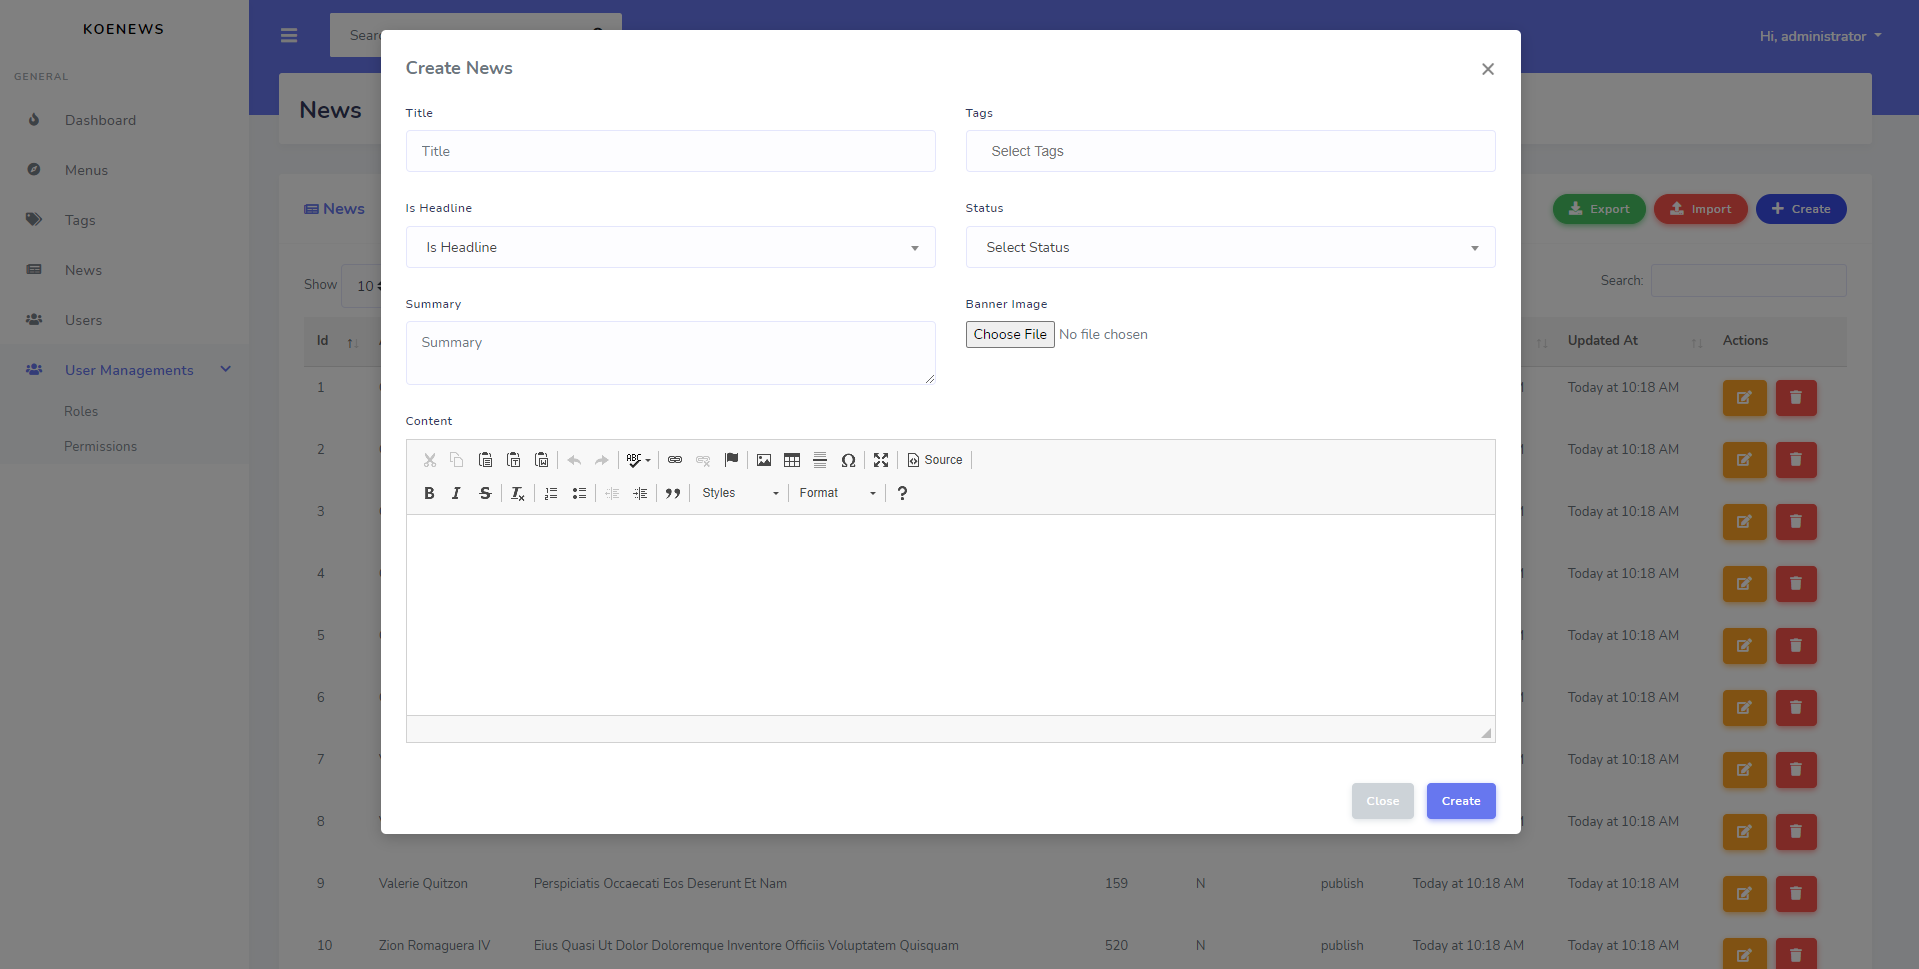 KOENEWS
Hi, administrator
GENERAL
Dashboard
Menus
Tags
News
Users
User Managements
Roles
Permissions
News
News
Export
Import
Create
Show
10
Search:
Id
Updated At
Actions
1
Today at 10:18 AM
2
Today at 10:18 AM
3
Today at 10:18 AM
4
Today at 10:18 AM
5
Today at 10:18 AM
6
Today at 10:18 AM
7
Today at 10:18 AM
8
Today at 10:18 AM
9 Valerie Quitzon Perspiciatis Occaecati Eos Deserunt Et Nam 159 N publish Today at 10:18 AM Today at 10:18 AM
10 Zion Romaguera IV Eius Quasi Ut Dolor Doloremque Inventore Officiis Voluptatem Quisquam 520 N publish Today at 10:18 AM Today at 10:18 AM
Create News
×
Title
Title
Tags
Select Tags
Is Headline
Is Headline
Status
Select Status
Summary
Summary
Banner Image
Choose File No file chosen
Content
ABC
Ω
Source
B I S Tx
Styles
Format
?
Close
Create